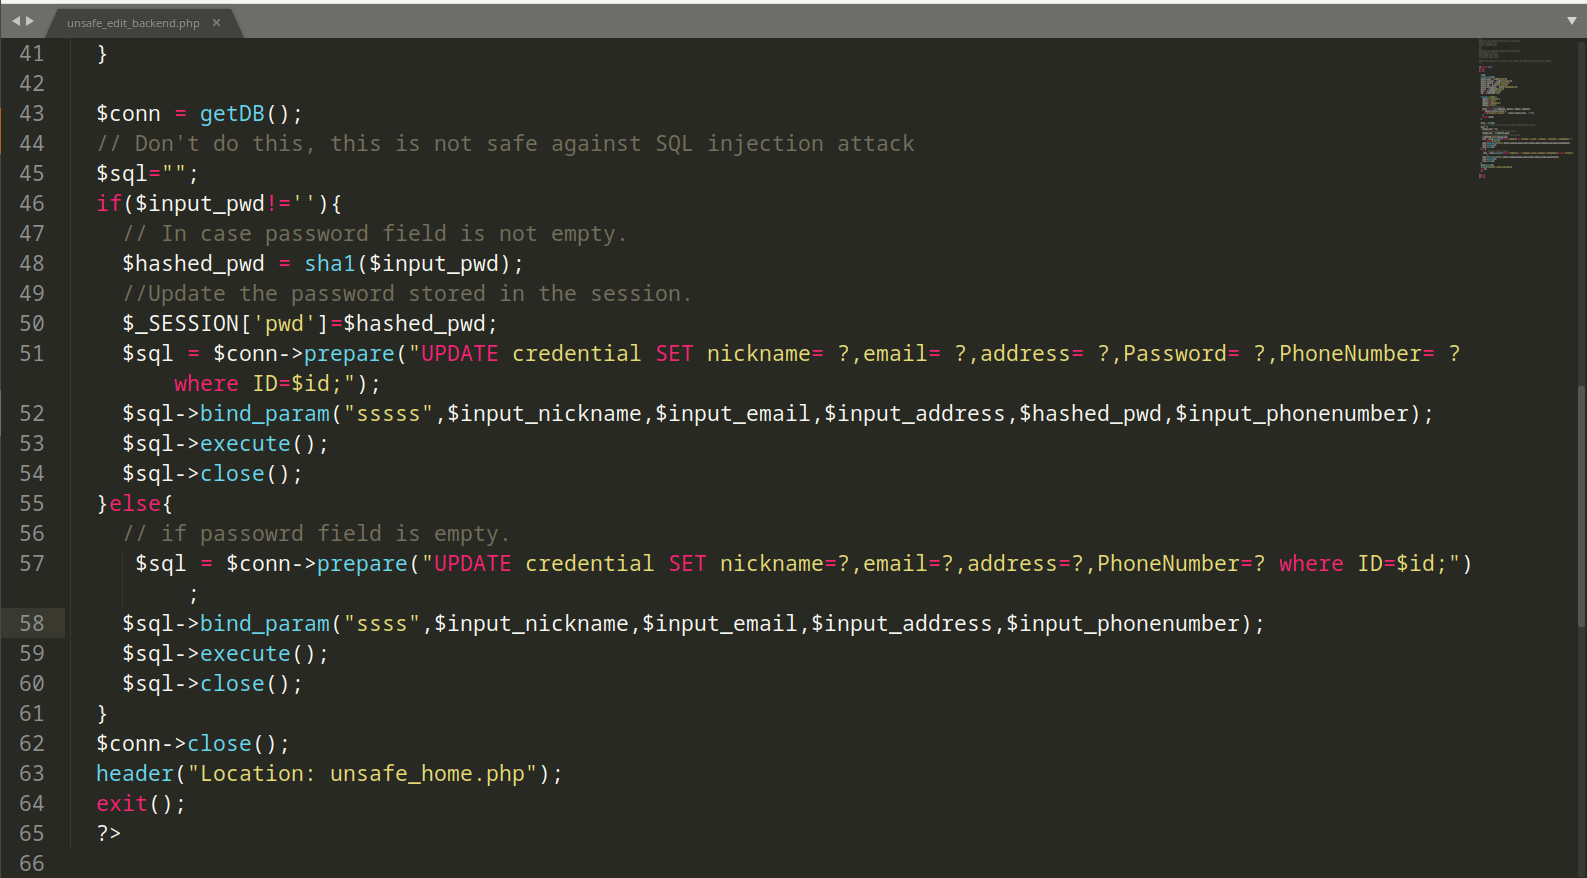 unsafe_edit_backend.php ×
41 }
42
43 $conn = getDB();
44 // Don't do this, this is not safe against SQL injection attack
45 $sql="";
46 if($input_pwd!=''){
47 // In case password field is not empty.
48 $hashed_pwd = sha1($input_pwd);
49 //Update the password stored in the session.
50 $_SESSION['pwd']=$hashed_pwd;
51 $sql = $conn->prepare("UPDATE credential SET nickname= ?,email= ?,address= ?,Password= ?,PhoneNumber= ?
where ID=$id;");
52 $sql->bind_param("sssss",$input_nickname,$input_email,$input_address,$hashed_pwd,$input_phonenumber);
53 $sql->execute();
54 $sql->close();
55 }else{
56 // if passowrd field is empty.
57 $sql = $conn->prepare("UPDATE credential SET nickname=?,email=?,address=?,PhoneNumber=? where ID=$id;")
;
58 $sql->bind_param("ssss",$input_nickname,$input_email,$input_address,$input_phonenumber);
59 $sql->execute();
60 $sql->close();
61 }
62 $conn->close();
63 header("Location: unsafe_home.php");
64 exit();
65 ?>
66